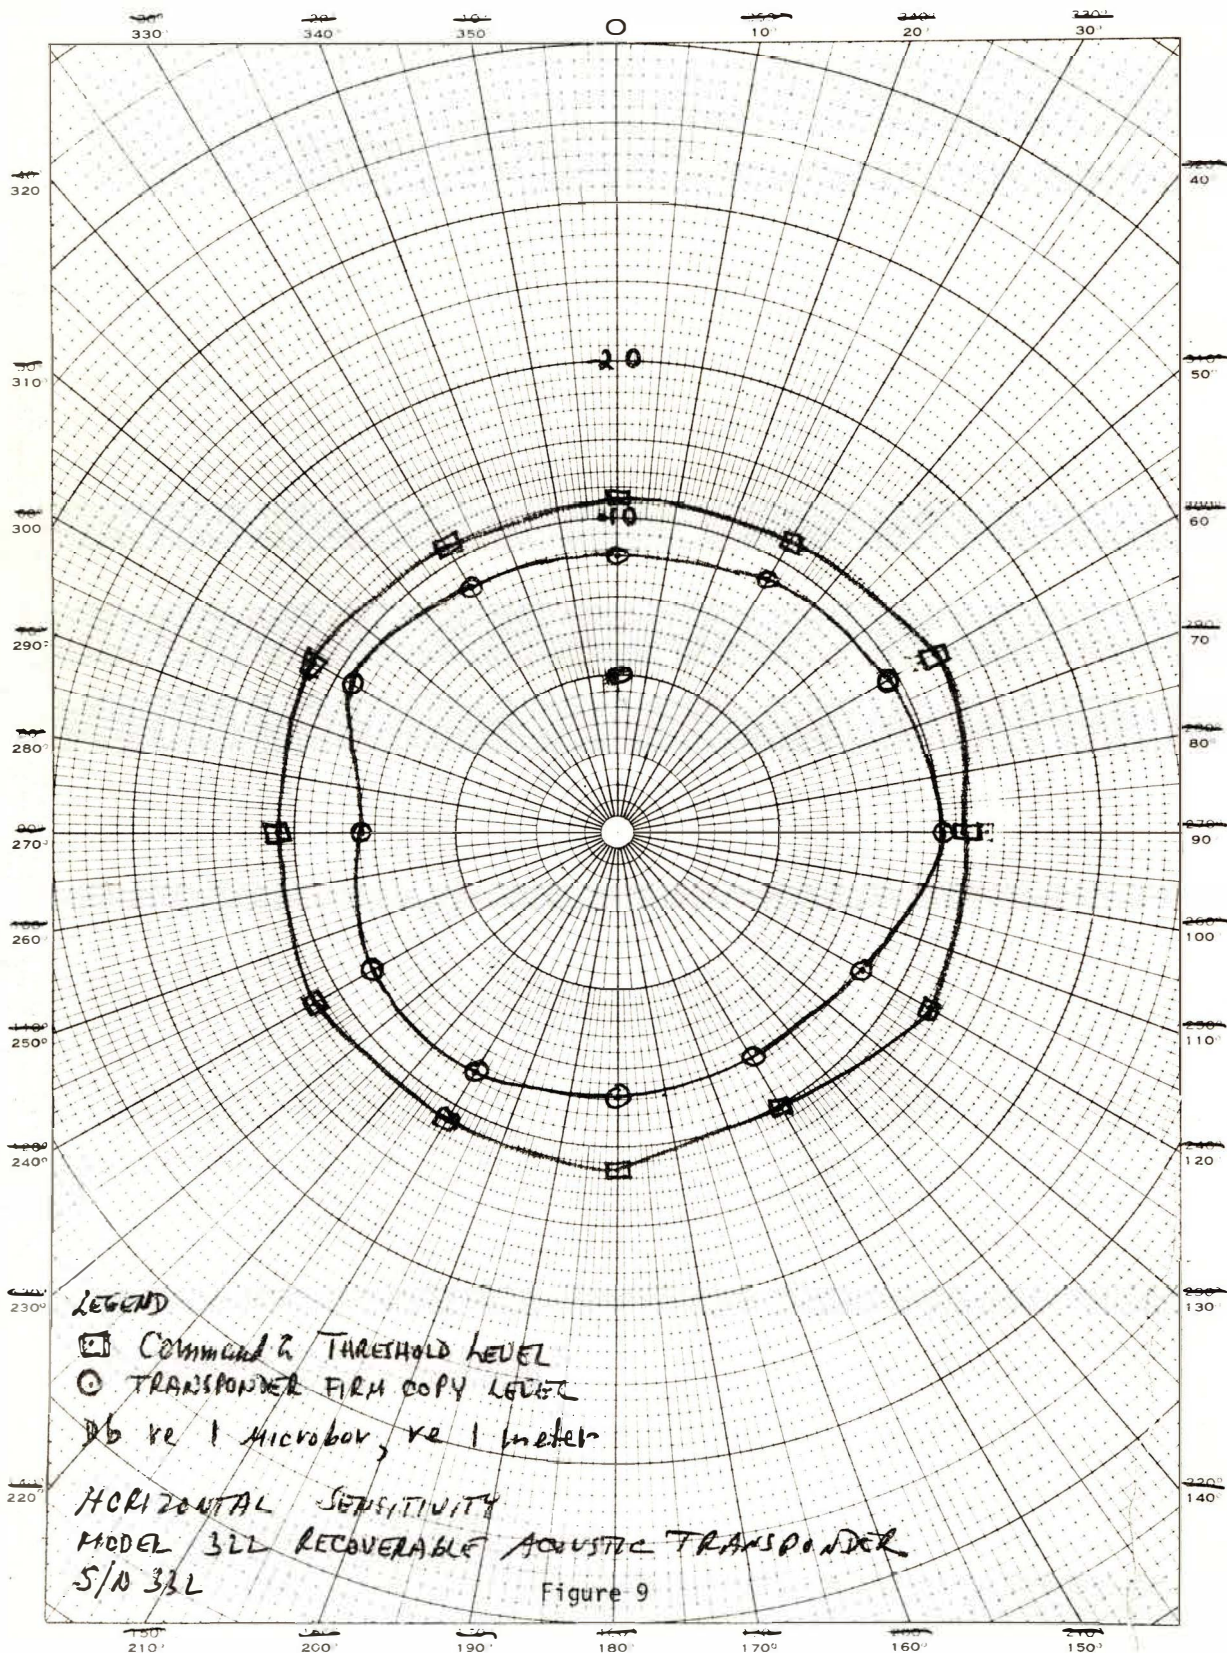 330° 340° 350° O 10° 20° 30°
320 40
310° 20 50°
300 60
-10
290° 70
0
280° 80
270° 90
260° 100
250° 110°
240° 120
230° 130°
LEGEND
Command 2 THRESHOLD LEVEL
TRANSPONDER FIRM COPY LEVEL
Db re 1 Microbar, re 1 meter
220° 140°
HORIZONTAL SENSITIVITY
MODEL 322 RECOVERABLE ACOUSTIC TRANSPONDER
S/N 332
Figure 9
210° 200° 190° 180° 170° 160° 150°